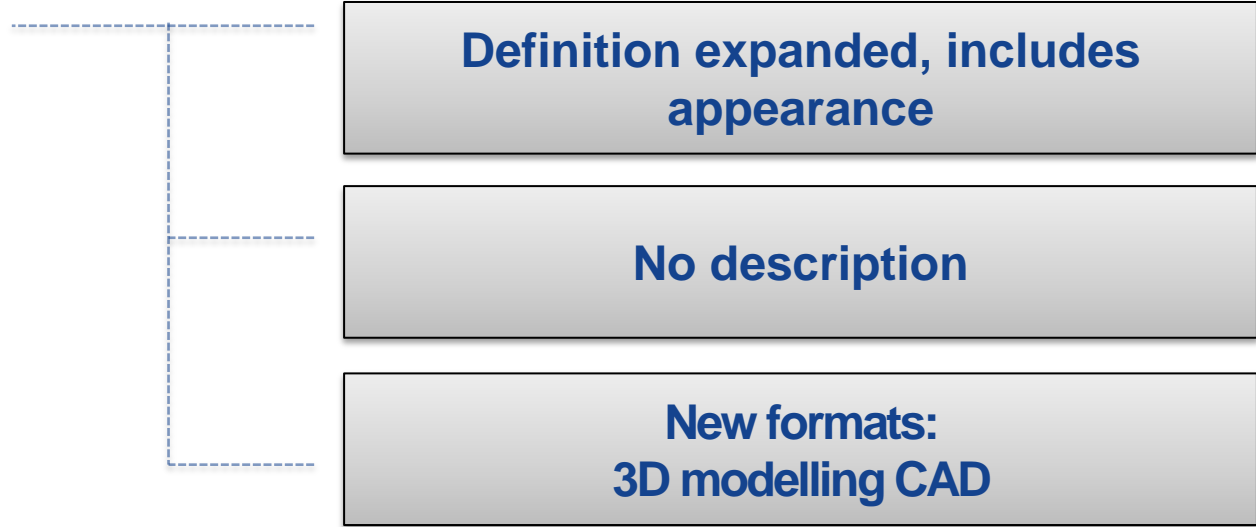 Definition expanded, includes
appearance
No description
New formats:
3D modelling CAD